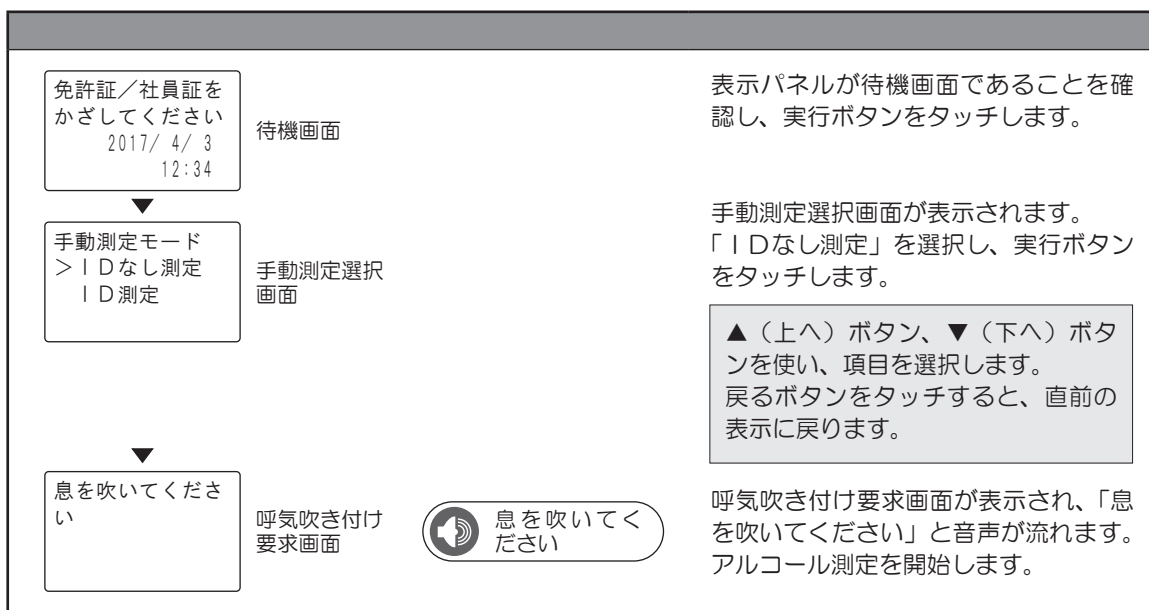 免許証／社員証を
かざしてください
2017/ 4/ 3
12:34
待機画面
表示パネルが待機画面であることを確
認し、実行ボタンをタッチします。
▼
手動測定モード
＞ＩＤなし測定
ＩＤ測定
手動測定選択
画面
手動測定選択画面が表示されます。
「ＩＤなし測定」を選択し、実行ボタン
をタッチします。
▲（上へ）ボタン、▼（下へ）ボタ
ンを使い、項目を選択します。
戻るボタンをタッチすると、直前の
表示に戻ります。
▼
息を吹いてくださ
い
呼気吹き付け
要求画面
息を吹いてく
ださい
呼気吹き付け要求画面が表示され、「息
を吹いてください」と音声が流れます。
アルコール測定を開始します。